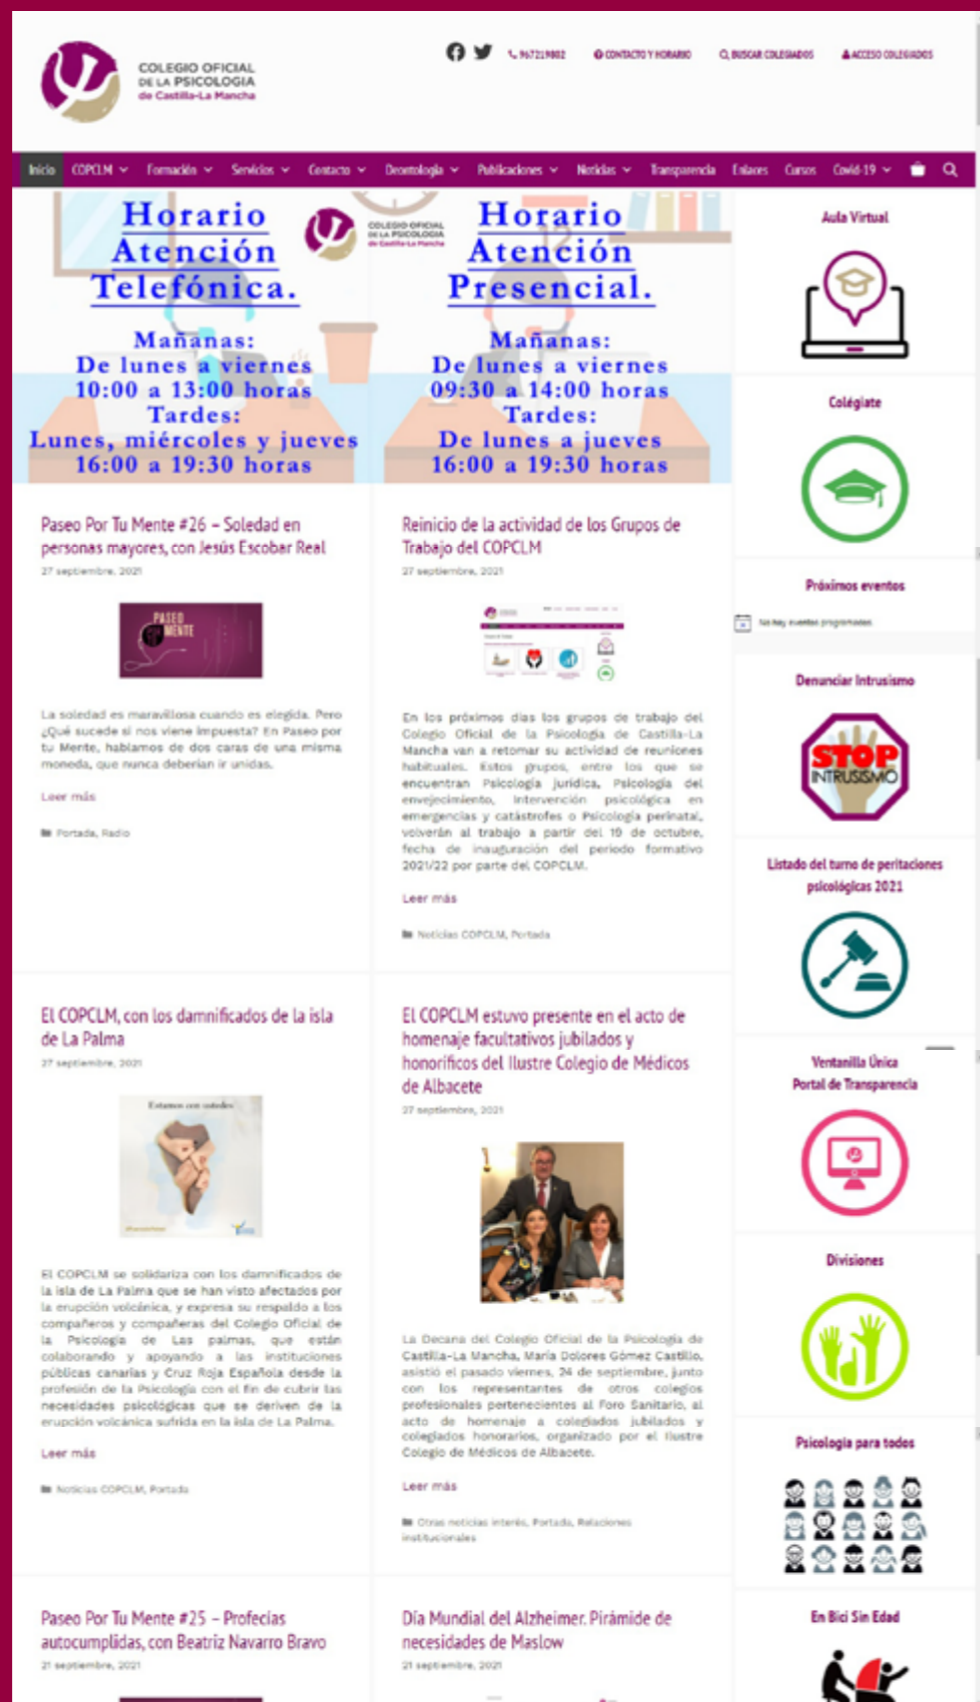 COLEGIO OFICIAL
DE LA PSICOLOGIA
de Castilla-La Mancha
967219802
CONTACTO Y HORARIO
BUSCAR COLEGIADOS
ACCESO COLEGIADOS
Inicio COPCLM Formación Servicios Contacto Deontología Publicaciones Noticias Transparencia Enlaces Cursos Covid-19
Horario
Atención
Telefónica.
Mañanas:
De lunes a viernes
10:00 a 13:00 horas
Tardes:
Lunes, miércoles y jueves
16:00 a 19:30 horas
COLEGIO OFICIAL
DE LA PSICOLOGIA
de Castilla-La Mancha
Horario
Atención
Presencial.
Mañanas:
De lunes a viernes
09:30 a 14:00 horas
Tardes:
De lunes a jueves
16:00 a 19:30 horas
Paseo Por Tu Mente #26 – Soledad en
personas mayores, con Jesús Escobar Real
27 septiembre, 2021
PASEO
MENTE
La soledad es maravillosa cuando es elegida. Pero
¿Qué sucede si nos viene impuesta? En Paseo por
tu Mente, hablamos de dos caras de una misma
moneda, que nunca deberían ir unidas.
Leer más
Portada, Radio
Reinicio de la actividad de los Grupos de
Trabajo del COPCLM
27 septiembre, 2021
En los próximos días los grupos de trabajo del
Colegio Oficial de la Psicología de Castilla-La
Mancha van a retomar su actividad de reuniones
habituales. Estos grupos, entre los que se
encuentran Psicología jurídica, Psicología del
envejecimiento, Intervención psicológica en
emergencias y catástrofes o Psicología perinatal,
volverán al trabajo a partir del 19 de octubre,
fecha de inauguración del periodo formativo
2021/22 por parte del COPCLM.
Leer más
Noticias COPCLM, Portada
El COPCLM, con los damnificados de la isla
de La Palma
27 septiembre, 2021
Estamos con ustedes
El COPCLM se solidariza con los damnificados de
la isla de La Palma que se han visto afectados por
la erupción volcánica, y expresa su respaldo a los
compañeros y compañeras del Colegio Oficial de
la Psicología de Las palmas, que están
colaborando y apoyando a las instituciones
públicas canarias y Cruz Roja Española desde la
profesión de la Psicología con el fin de cubrir las
necesidades psicológicas que se deriven de la
erupción volcánica sufrida en la isla de La Palma.
Leer más
Noticias COPCLM, Portada
El COPCLM estuvo presente en el acto de
homenaje facultativos jubilados y
honoríficos del Ilustre Colegio de Médicos
de Albacete
27 septiembre, 2021
La Decana del Colegio Oficial de la Psicología de
Castilla-La Mancha, María Dolores Gómez Castillo,
asistió el pasado viernes, 24 de septiembre, junto
con los representantes de otros colegios
profesionales pertenecientes al Foro Sanitario, al
acto de homenaje a colegiados jubilados y
colegiados honorarios, organizado por el Ilustre
Colegio de Médicos de Albacete.
Leer más
Otras noticias interés, Portada, Relaciones
institucionales
Paseo Por Tu Mente #25 – Profecías
autocumplidas, con Beatriz Navarro Bravo
21 septiembre, 2021
Día Mundial del Alzheimer. Pirámide de
necesidades de Maslow
21 septiembre, 2021
Aula Virtual
Colégiate
Próximos eventos
No hay eventos programados.
Denunciar Intrusismo
STOP
INTRUSISMO
Listado del turno de peritaciones
psicológicas 2021
Ventanilla Única
Portal de Transparencia
Divisiones
Psicología para todos
En Bici Sin Edad